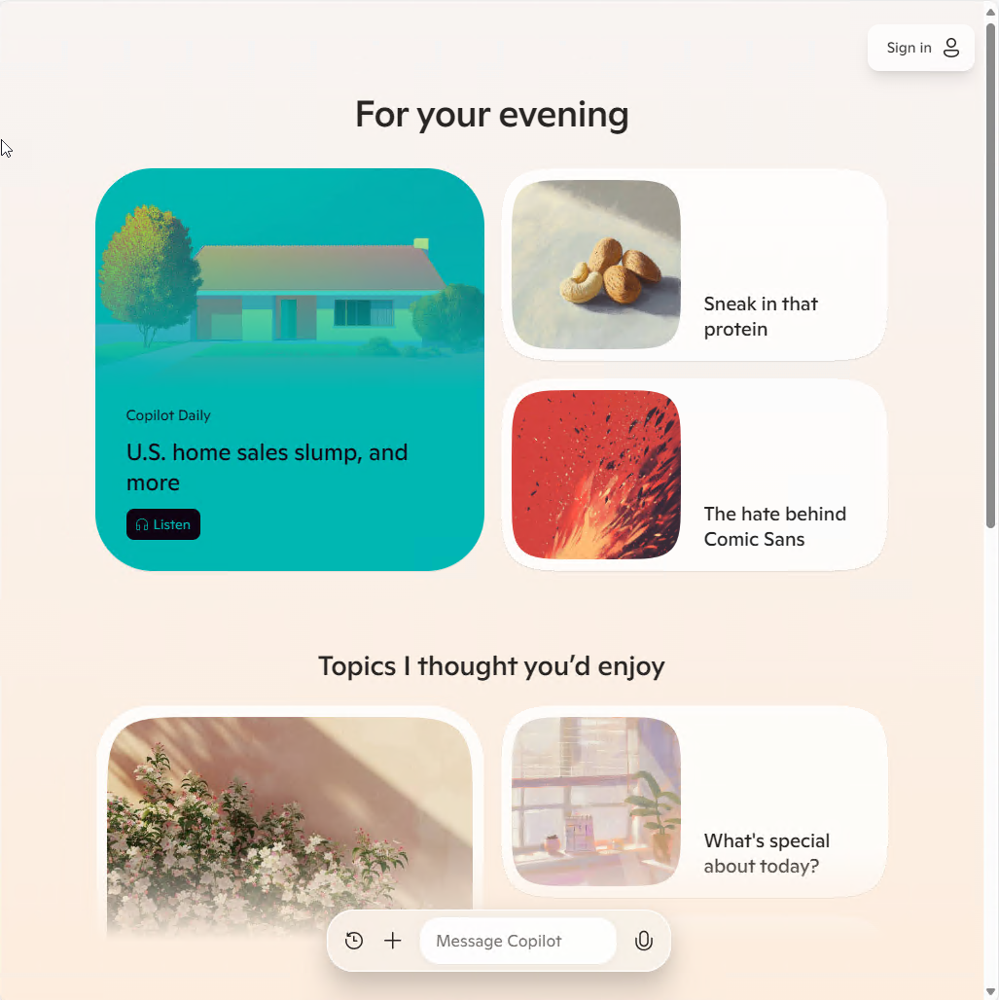 Sign in
For your evening
Copilot Daily
U.S. home sales slump, and
more
Listen
Sneak in that
protein
The hate behind
Comic Sans
Topics I thought you’d enjoy
What's special
about today?
Message Copilot